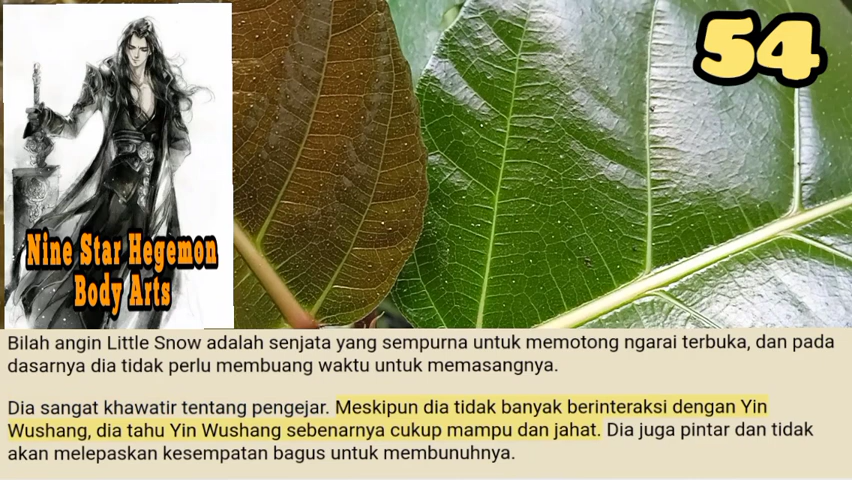 54
Nine Star Hegemon
Body Arts
Bilah angin Little Snow adalah senjata yang sempurna untuk memotong ngarai terbuka, dan pada
dasarnya dia tidak perlu membuang waktu untuk memasangnya.
Dia sangat khawatir tentang pengejar. Meskipun dia tidak banyak berinteraksi dengan Yin
Wushang, dia tahu Yin Wushang sebenarnya cukup mampu dan jahat. Dia juga pintar dan tidak
akan melepaskan kesempatan bagus untuk membunuhnya.